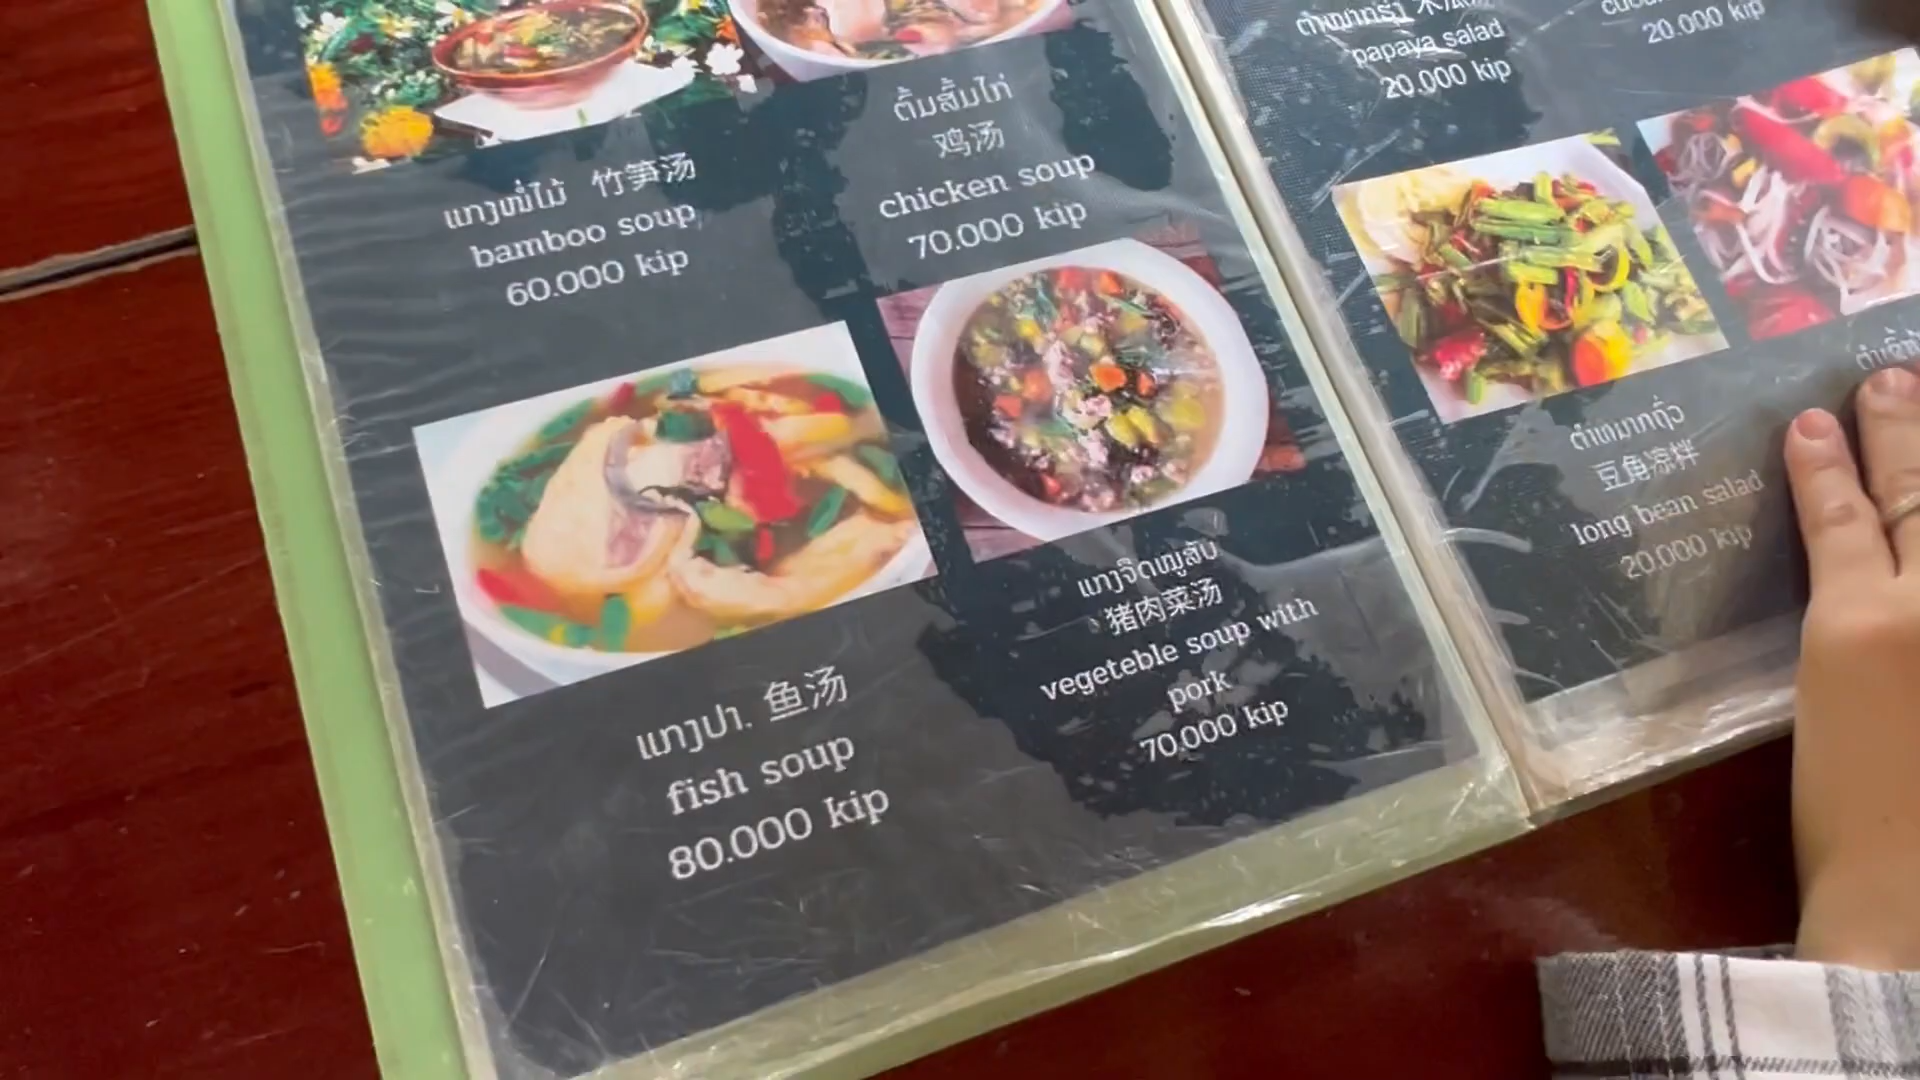 ແກງໜໍ່ໄມ້ 竹笋汤
bamboo soup
60.000 kip
ຕົ້ມສົ້ມໄກ່
鸡汤
chicken soup
70.000 kip
ແກງປາ. 鱼汤
fish soup
80.000 kip
ແກງຈືດໝູສັບ
猪肉菜汤
vegeteble soup with
pork
70.000 kip
papaya salad
20.000 kip
20.000 kip
ຕຳໝາກຖົ່ວ
豆角凉拌
long bean salad
20.000 kip